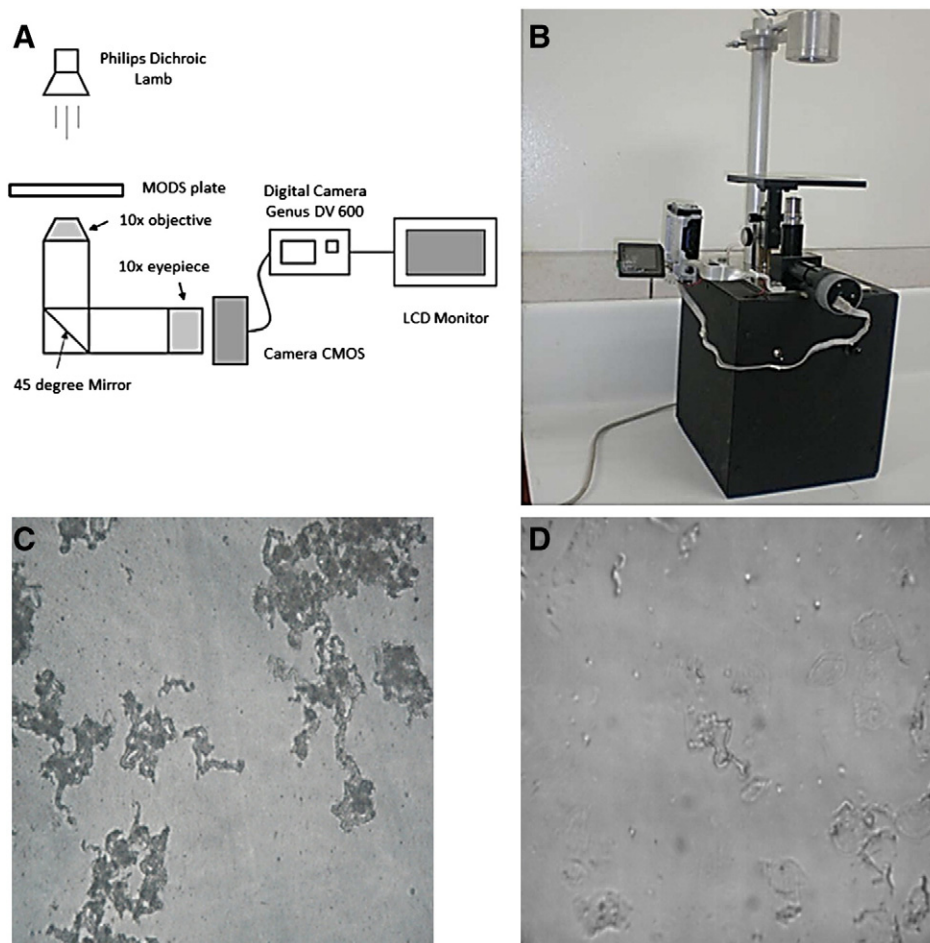 A
Philips Dichroic
Lamb
MODS plate
10x objective
10x eyepiece
45 degree Mirror
Digital Camera
Genus DV 600
Camera CMOS
LCD Monitor
B
C
D